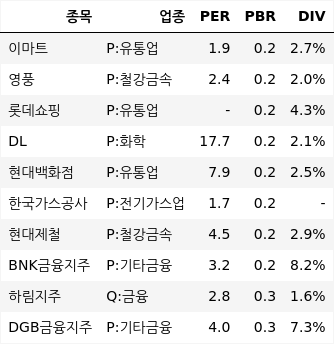 종목 업종 PER PBR DIV
이마트 P:유통업 1.9 0.2 2.7%
영풍 P:철강금속 2.4 0.2 2.0%
롯데쇼핑 P:유통업 - 0.2 4.3%
DL P:화학 17.7 0.2 2.1%
현대백화점 P:유통업 7.9 0.2 2.5%
한국가스공사 P:전기가스업 1.7 0.2 -
현대제철 P:철강금속 4.5 0.2 2.9%
BNK금융지주 P:기타금융 3.2 0.2 8.2%
하림지주 Q:금융 2.8 0.3 1.6%
DGB금융지주 P:기타금융 4.0 0.3 7.3%